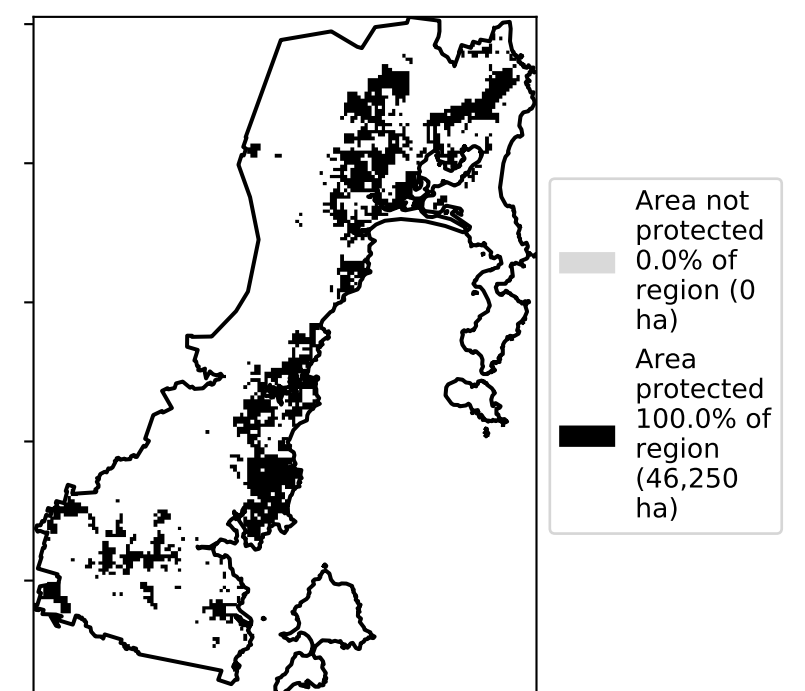 Area not
protected
0.0% of
region (0
ha)
Area
protected
100.0% of
region
(46,250
ha)